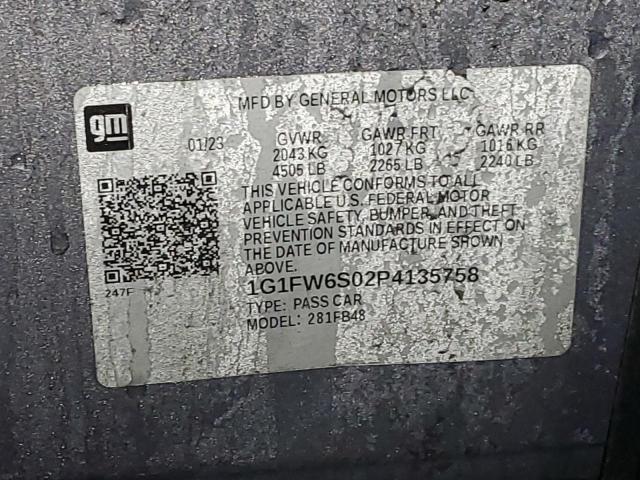 MFD BY GENERAL MOTORS LLC
gm
01/23
GVWR GAWR FRT GAWR RR
2043 KG 1027 KG 1016 KG
4505 LB 2265 LB 2240 LB
THIS VEHICLE CONFORMS TO ALL
APPLICABLE U.S. FEDERAL MOTOR
VEHICLE SAFETY, BUMPER, AND THEFT
PREVENTION STANDARDS IN EFFECT ON
THE DATE OF MANUFACTURE SHOWN
ABOVE.
247F
1G1FW6S02P4135758
TYPE: PASS CAR
MODEL: 281FB48